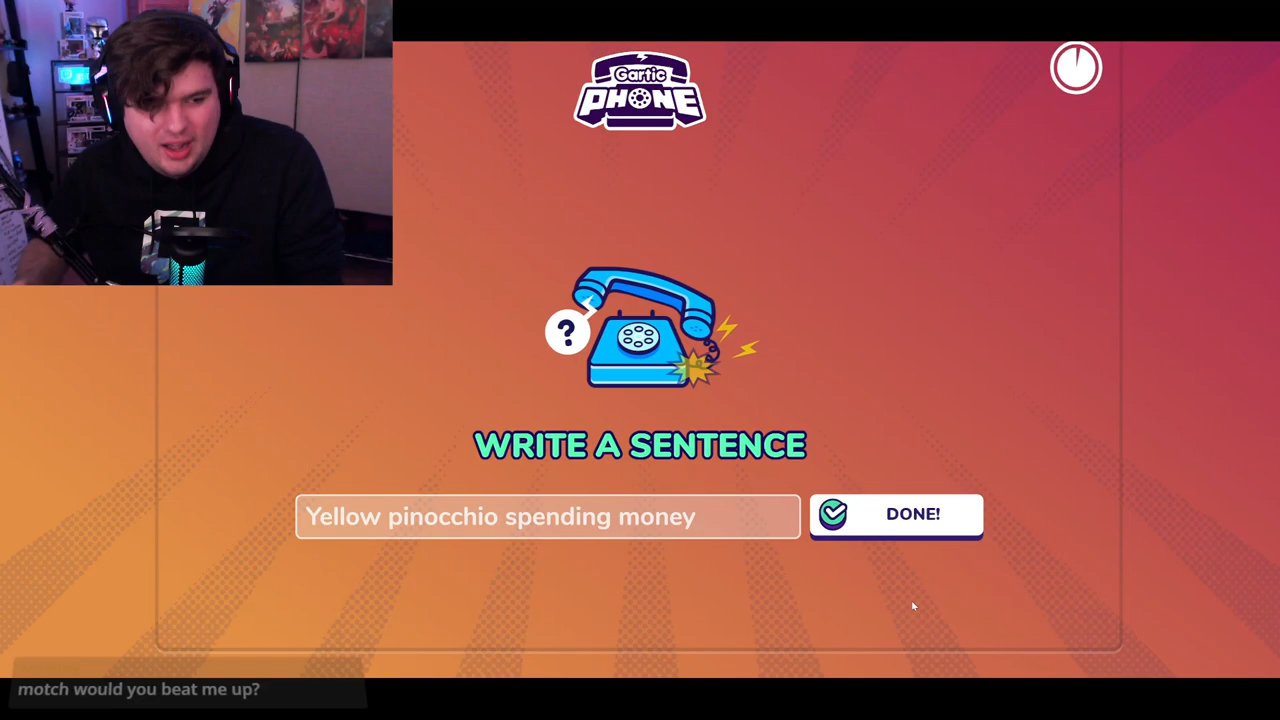 Gartic
PHONE
?
WRITE A SENTENCE
Yellow pinocchio spending money
DONE!
motch would you beat me up?